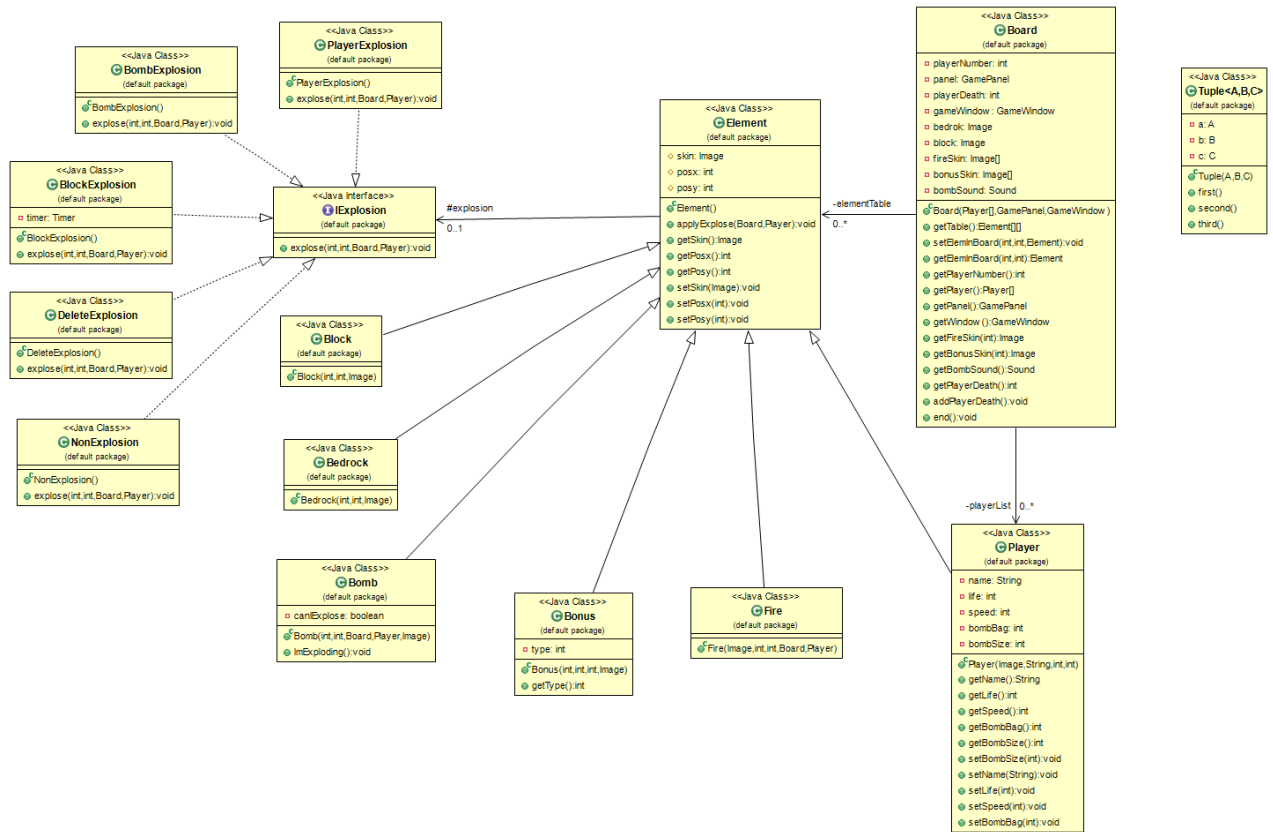 <<Java Class>>
BombExplosion
(default package)
BombExplosion()
explose(int,int,Board,Player):void
<<Java Class>>
PlayerExplosion
(default package)
PlayerExplosion()
explose(int,int,Board,Player):void
<<Java Class>>
BlockExplosion
(default package)
timer: Timer
BlockExplosion()
explose(int,int,Board,Player):void
<<Java Interface>>
IExplosion
(default package)
explose(int,int,Board,Player):void
#explosion
0..1
<<Java Class>>
DeleteExplosion
(default package)
DeleteExplosion()
explose(int,int,Board,Player):void
<<Java Class>>
NonExplosion
(default package)
NonExplosion()
explose(int,int,Board,Player):void
<<Java Class>>
Element
(default package)
skin: Image
posx: int
posy: int
Element()
applyExplose(Board,Player):void
getSkin():Image
getPosx():int
getPosy():int
setSkin(Image):void
setPosx(int):void
setPosy(int):void
-elementTable
0..*
<<Java Class>>
Board
(default package)
playerNumber: int
panel: GamePanel
playerDeath: int
gameWindow: GameWindow
bedrok: Image
block: Image
fireSkin: Image[]
bonusSkin: Image[]
bombSound: Sound
Board(Player[],GamePanel,GameWindow)
getTable():Element[][]
setElemInBoard(int,int,Element):void
getElemInBoard(int,int):Element
getPlayerNumber():int
getPlayer():Player[]
getPanel():GamePanel
getWindow():GameWindow
getFireSkin(int):Image
getBonusSkin(int):Image
getBombSound():Sound
getPlayerDeath():int
addPlayerDeath():void
end():void
<<Java Class>>
Tuple<A,B,C>
(default package)
a: A
b: B
c: C
Tuple(A,B,C)
first()
second()
third()
<<Java Class>>
Block
(default package)
Block(int,int,Image)
<<Java Class>>
Bedrock
(default package)
Bedrock(int,int,Image)
<<Java Class>>
Bomb
(default package)
canIExplose: boolean
Bomb(int,int,Board,Player,Image)
ImExploding():void
<<Java Class>>
Bonus
(default package)
type: int
Bonus(int,int,int,Image)
getType():int
<<Java Class>>
Fire
(default package)
Fire(Image,int,int,Board,Player)
-playerList
0..*
<<Java Class>>
Player
(default package)
name: String
life: int
speed: int
bombBag: int
bombSize: int
Player(Image,String,int,int)
getName():String
getLife():int
getSpeed():int
getBombBag():int
getBombSize():int
setBombSize(int):void
setName(String):void
setLife(int):void
setSpeed(int):void
setBombBag(int):void